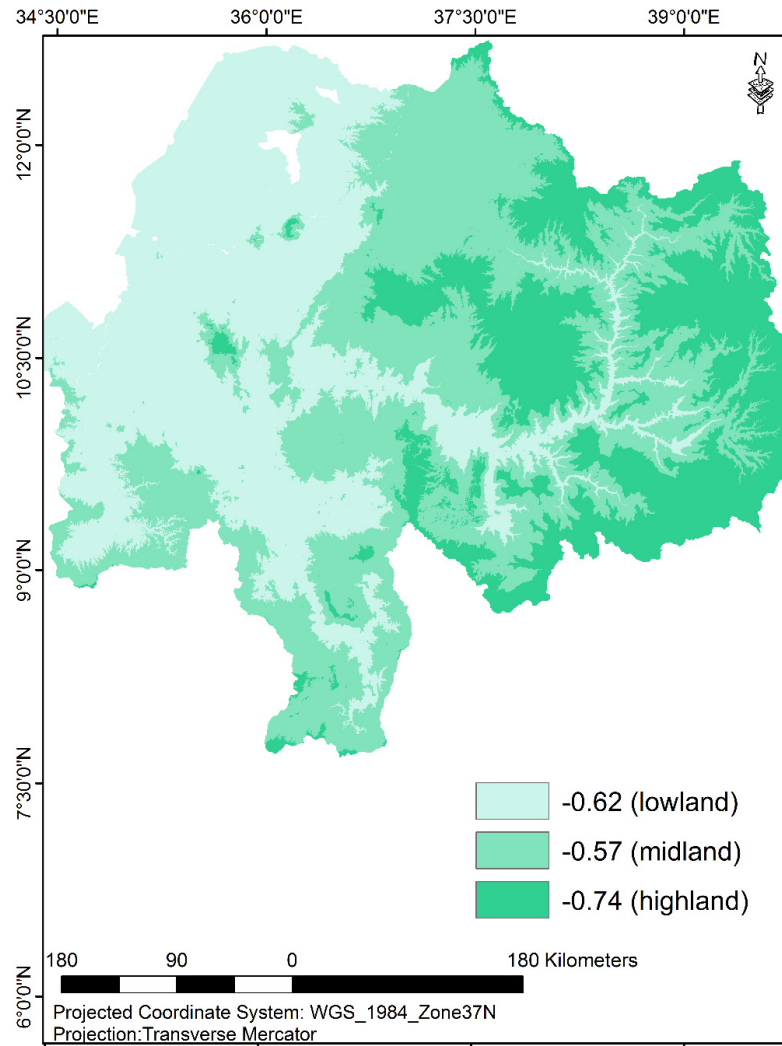 34°30'0"E 36°0'0"E 37°30'0"E 39°0'0"E
N
12°0'0"N
10°30'0"N
9°0'0"N
7°30'0"N
6°0'0"N
-0.62 (lowland)
-0.57 (midland)
-0.74 (highland)
180 90 0 180 Kilometers
Projected Coordinate System: WGS_1984_Zone37N
Projection:Transverse Mercator